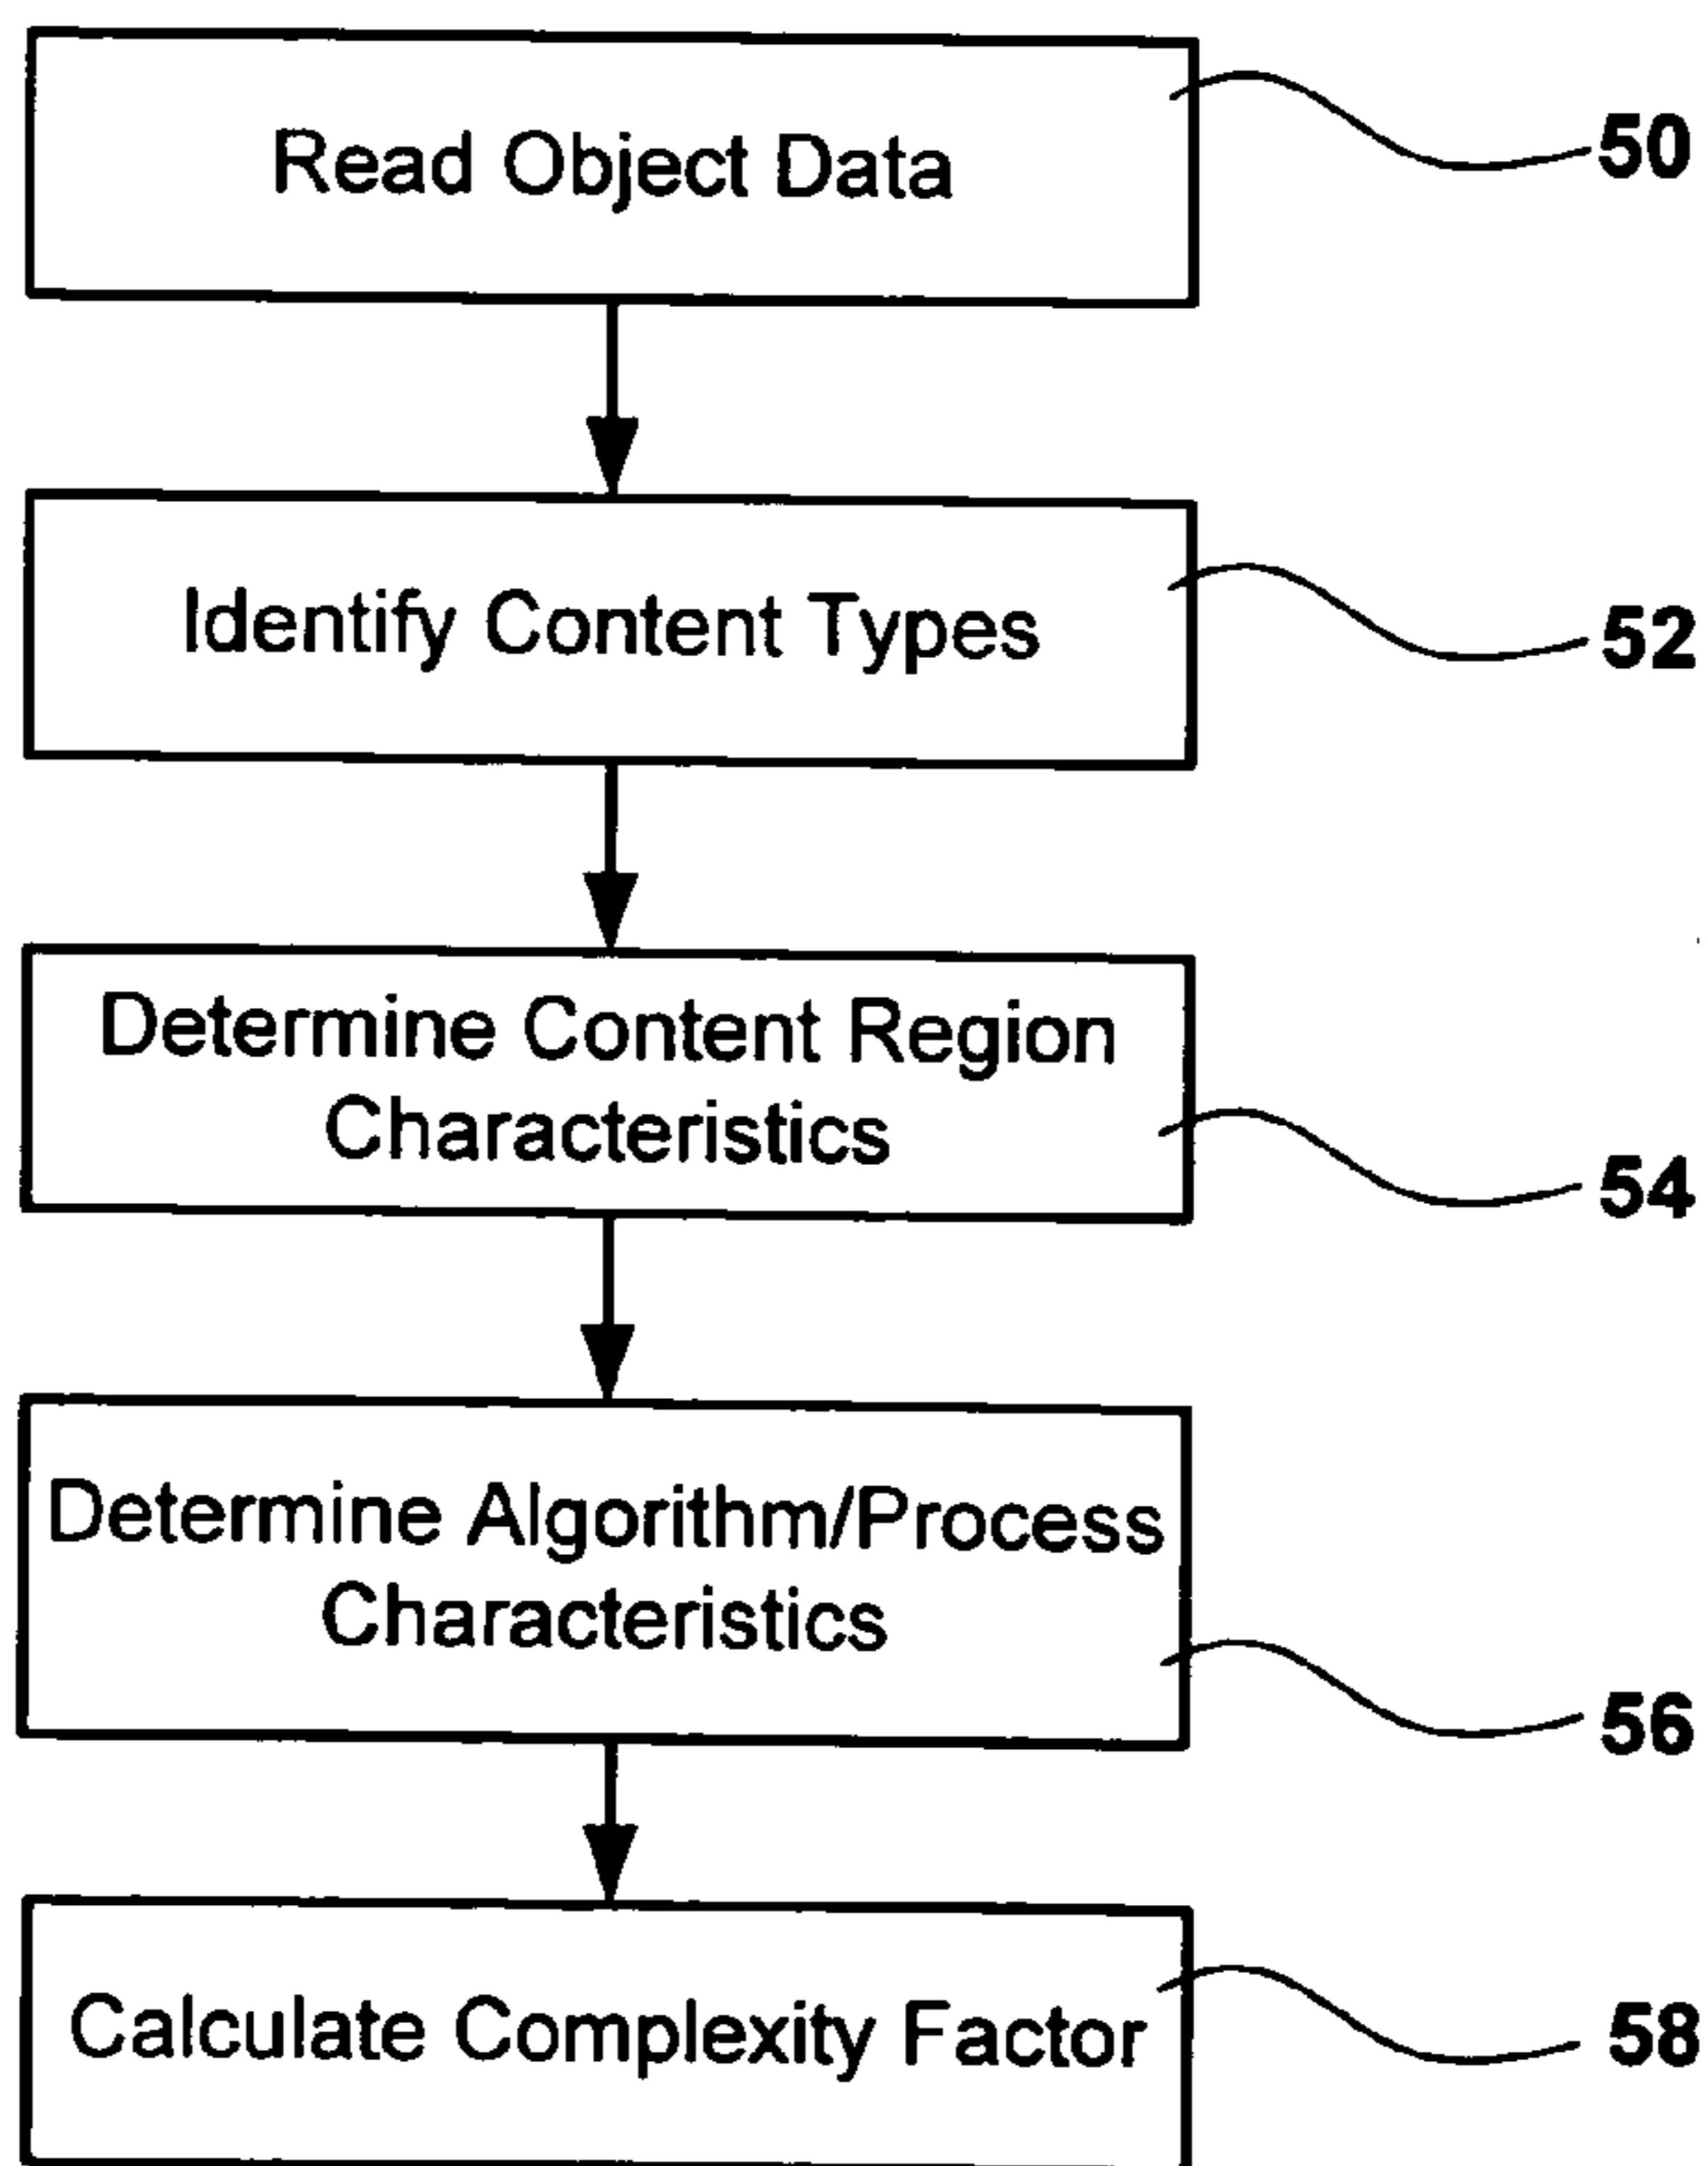 Read Object Data
50
Identify Content Types
52
Determine Content Region
Characteristics
54
Determine Algorithm/Process
Characteristics
56
Calculate Complexity Factor
58